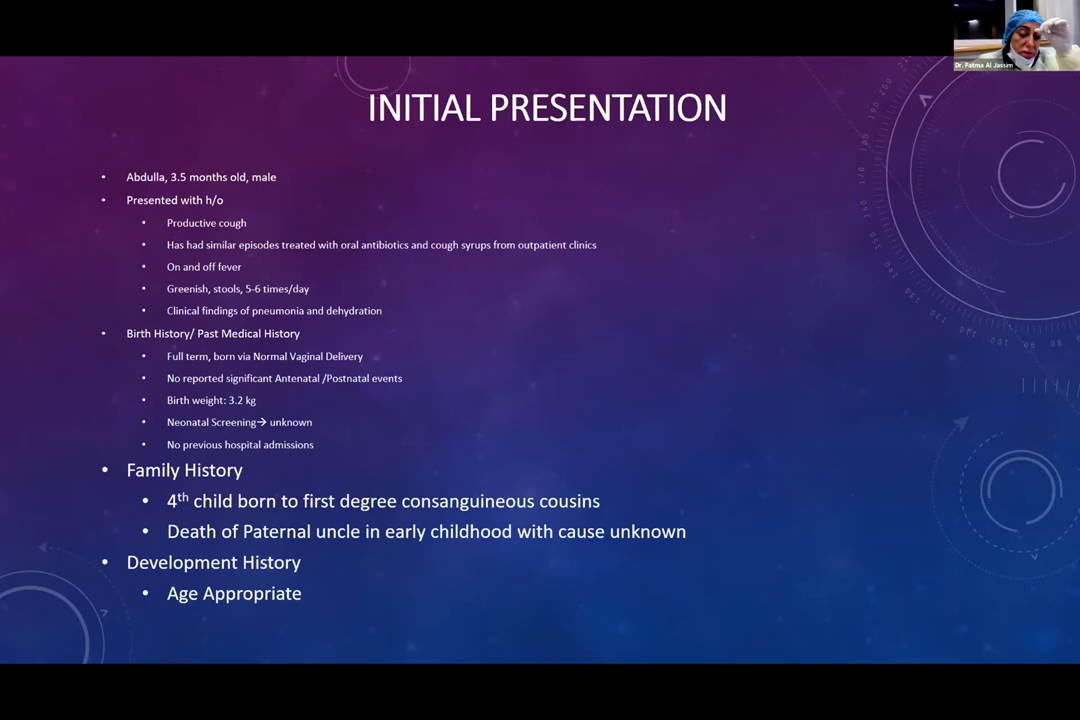 Dr. Fatma Al Jassim
INITIAL PRESENTATION
• Abdulla, 3.5 months old, male
• Presented with h/o
• Productive cough
• Has had similar episodes treated with oral antibiotics and cough syrups from outpatient clinics
• On and off fever
• Greenish, stools, 5-6 times/day
• Clinical findings of pneumonia and dehydration
• Birth History/ Past Medical History
• Full term, born via Normal Vaginal Delivery
• No reported significant Antenatal /Postnatal events
• Birth weight: 3.2 kg
• Neonatal Screening→ unknown
• No previous hospital admissions
• Family History
• 4th child born to first degree consanguineous cousins
• Death of Paternal uncle in early childhood with cause unknown
• Development History
• Age Appropriate